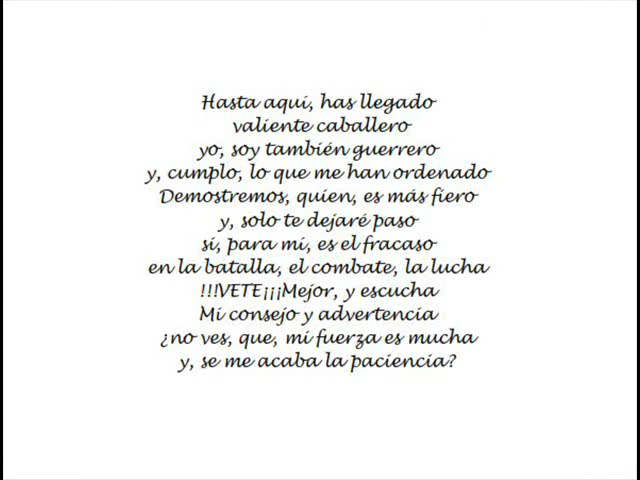 Hasta aquí, has llegado
valiente caballero
yo, soy también guerrero
y, cumplo, lo que me han ordenado
Demostremos, quien, es más fiero
y, solo te dejaré paso
si, para mi, es el fracaso
en la batalla, el combate, la lucha
!!!VETE¡¡¡Mejor, y escucha
Mi consejo y advertencia
¿no ves, que, mi fuerza es mucha
y, se me acaba la paciencia?